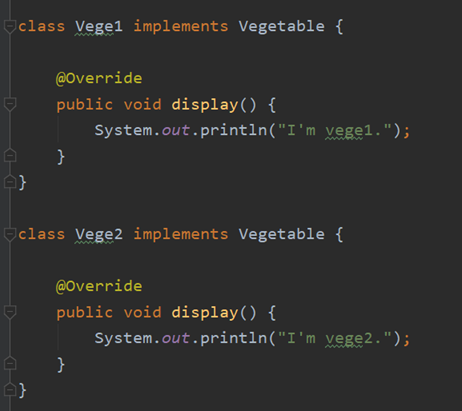 class Vege1 implements Vegetable {
@Override
public void display() {
System.out.println("I'm vege1.");
}
}
class Vege2 implements Vegetable {
@Override
public void display() {
System.out.println("I'm vege2.");
}
}